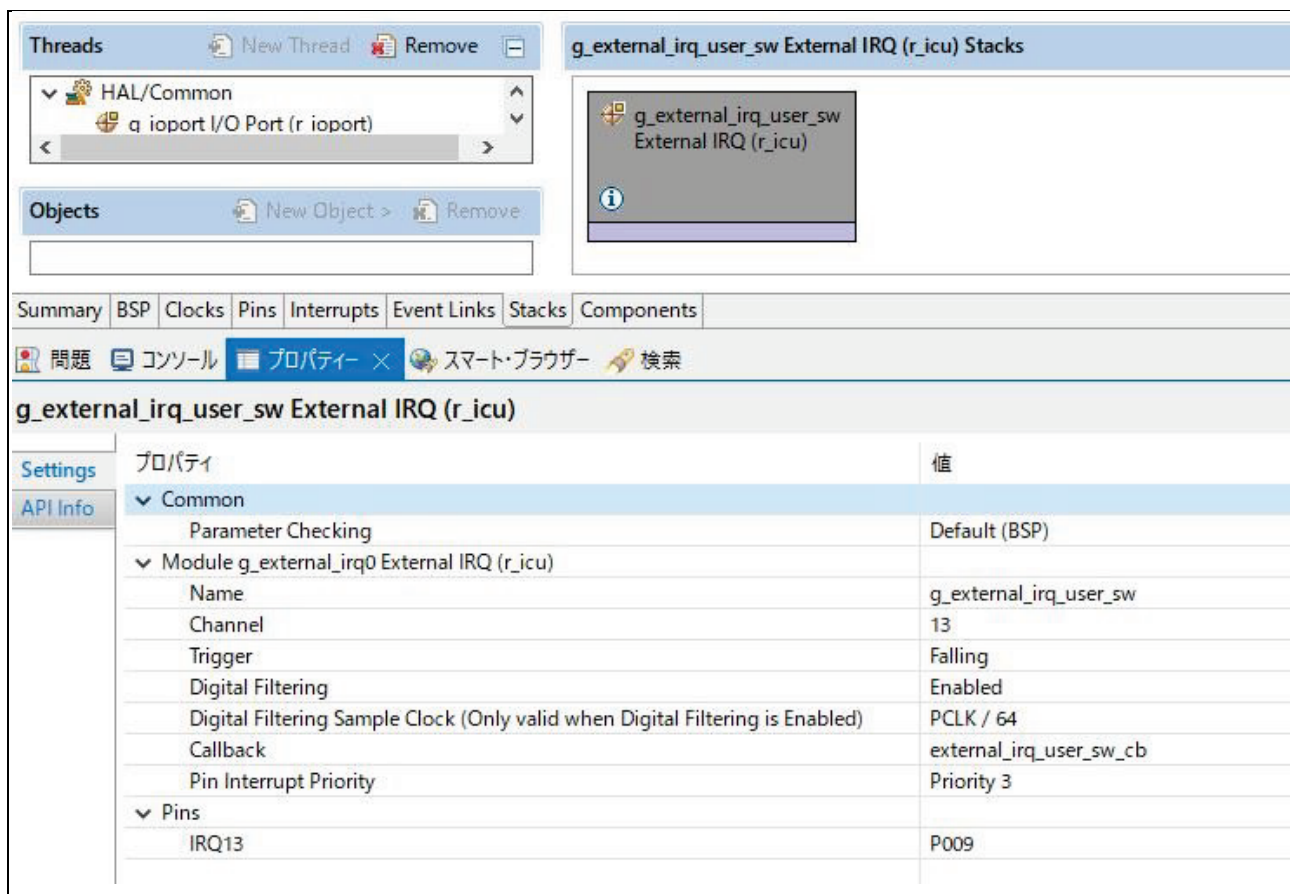 Threads New Thread Remove
HAL/Common
g_ioport I/O Port (r_ioport)
Objects New Object > Remove
g_external_irq_user_sw External IRQ (r_icu) Stacks
g_external_irq_user_sw
External IRQ (r_icu)
Summary BSP Clocks Pins Interrupts Event Links Stacks Components
問題 コンソール プロパティー × スマート・ブラウザー 検索
g_external_irq_user_sw External IRQ (r_icu)
Settings
API Info
プロパティ 値
Common
Parameter Checking Default (BSP)
Module g_external_irq0 External IRQ (r_icu)
Name g_external_irq_user_sw
Channel 13
Trigger Falling
Digital Filtering Enabled
Digital Filtering Sample Clock (Only valid when Digital Filtering is Enabled) PCLK / 64
Callback external_irq_user_sw_cb
Pin Interrupt Priority Priority 3
Pins
IRQ13 P009